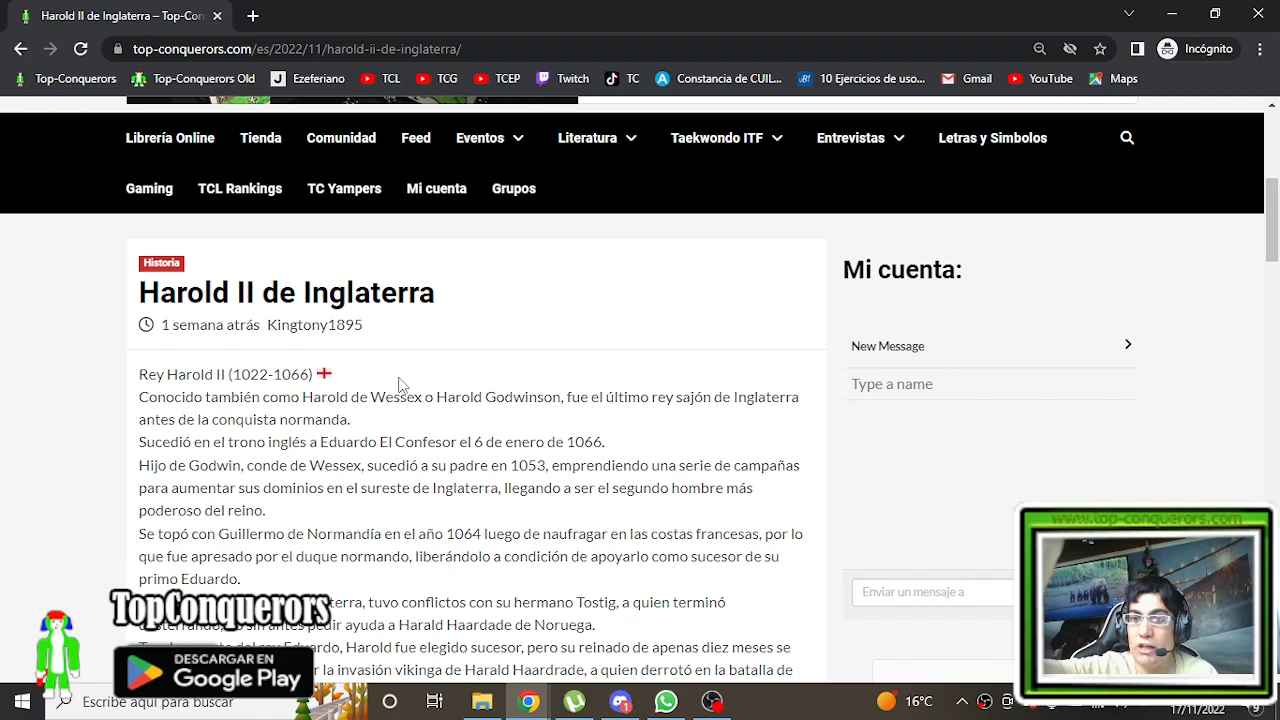 Harold II de Inglaterra – Top-Con
top-conquerors.com/es/2022/11/harold-ii-de-inglaterra/
Incógnito
Top-Conquerors
Top-Conquerors Old
Ezeferiano
TCL
TCG
TCEP
Twitch
TC
Constancia de CUIL...
10 Ejercios de uso...
Gmail
YouTube
Maps
Librería Online
Tienda
Comunidad
Feed
Eventos
Literatura
Taekwondo ITF
Entrevistas
Letras y Simbolos
Gaming
TCL Rankings
TC Yampers
Mi cuenta
Grupos
Historia
Harold II de Inglaterra
1 semana atrás Kingtony1895
Rey Harold II (1022-1066)
Conocido también como Harold de Wessex o Harold Godwinson, fue el último rey sajón de Inglaterra
antes de la conquista normanda.
Sucedió en el trono inglés a Eduardo El Confesor el 6 de enero de 1066.
Hijo de Godwin, conde de Wessex, sucedió a su padre en 1053, emprendiendo una serie de campañas
para aumentar sus dominios en el sureste de Inglaterra, llegando a ser el segundo hombre más
poderoso del reino.
Se topó con Guillermo de Normandía en el año 1064 luego de naufragar en las costas francesas, por lo
que fue apresado por el duque normando, liberándolo a condición de apoyarlo como sucesor de su
primo Eduardo.
terra, tuvo conflictos con su hermano Tostig, a quien terminó
sin antes pedir ayuda a Harald Haardade de Noruega.
Eduardo, Harold fue elegido sucesor, pero su reinado de apenas diez meses se
la invasión vikinga de Harald Haardrade, a quien derrotó en la batalla de
Mi cuenta:
New Message
Type a name
Enviar un mensaje a
www.top-conquerors.com
TopConquerors
DESCARGAR EN
Google Play
Escribe aquí para buscar
16°C
17/11/2022